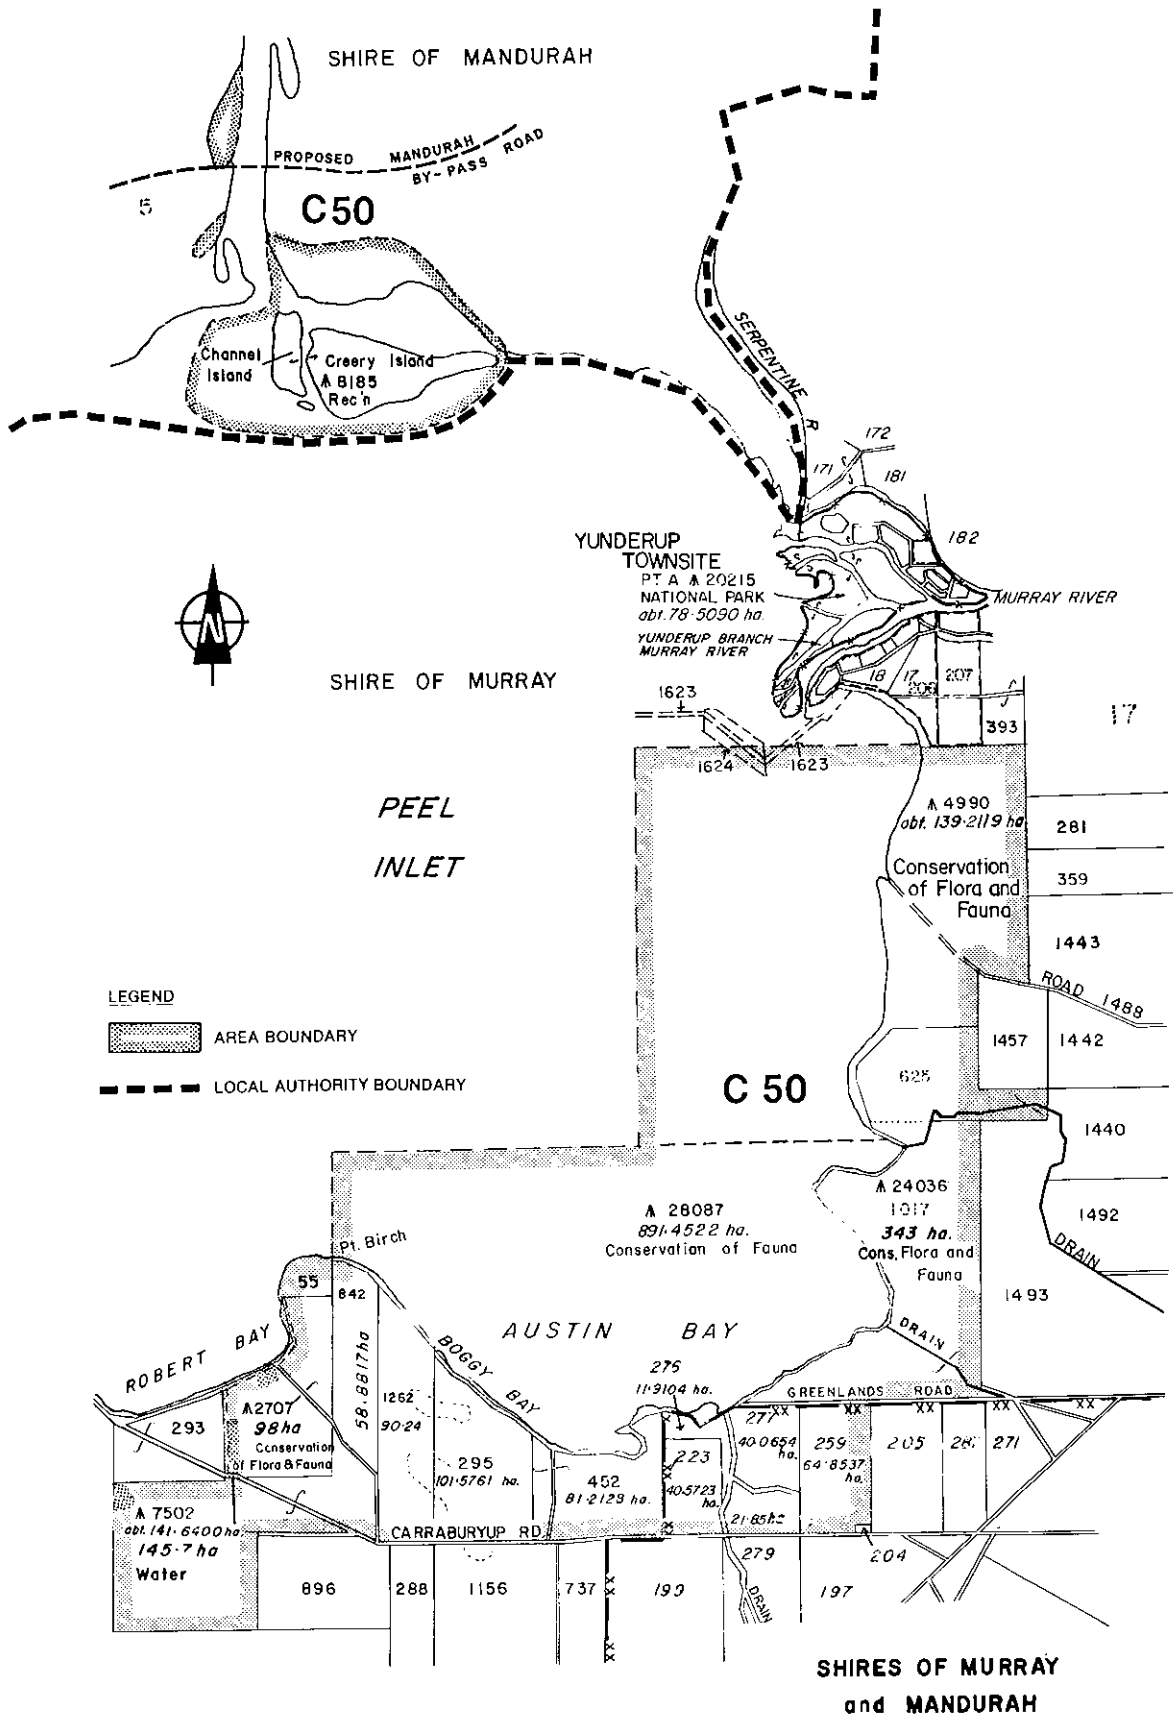 SHIRE OF MANDURAH
PROPOSED MANDURAH
BY-PASS ROAD
5
C50
SERPENTINE R
Channel
Island
Creery Island
8185
Rec'n
172
171
181
182
YUNDERUP
TOWNSITE
PT A 20215
NATIONAL PARK
abt. 78·5090 ha.
MURRAY RIVER
YUNDERUP BRANCH
MURRAY RIVER
N
SHIRE OF MURRAY
18
17
206
207
1623
393
17
1624
1623
PEEL
INLET
4990
abt. 139·2119 ha
281
Conservation
of Flora and
Fauna
359
1443
ROAD 1488
LEGEND
AREA BOUNDARY
LOCAL AUTHORITY BOUNDARY
1457
1442
625
C 50
1440
24036
1017
343 ha.
Cons, Flora and
Fauna
28087
891·4522 ha.
Conservation of Fauna
1492
DRAIN
Pt. Birch
55
842
1493
ROBERT BAY
AUSTIN BAY
DRAIN
BOGGY BAY
58·8817ha
276
11·9104 ha.
GREENLANDS ROAD
1262
90·24
293
2707
98ha
Conservation
of Flora & Fauna
277
40·0654
ha.
259
64·8537
ha.
205
271
295
101·5761 ha.
452
81·2129 ha.
223
40·5723
ha.
7502
abt. 141·6400ha
145·7 ha
Water
21·85ha
CARRABURYUP RD
279
204
896
288
1156
737
190
DRAIN
197
SHIRES OF MURRAY
and MANDURAH